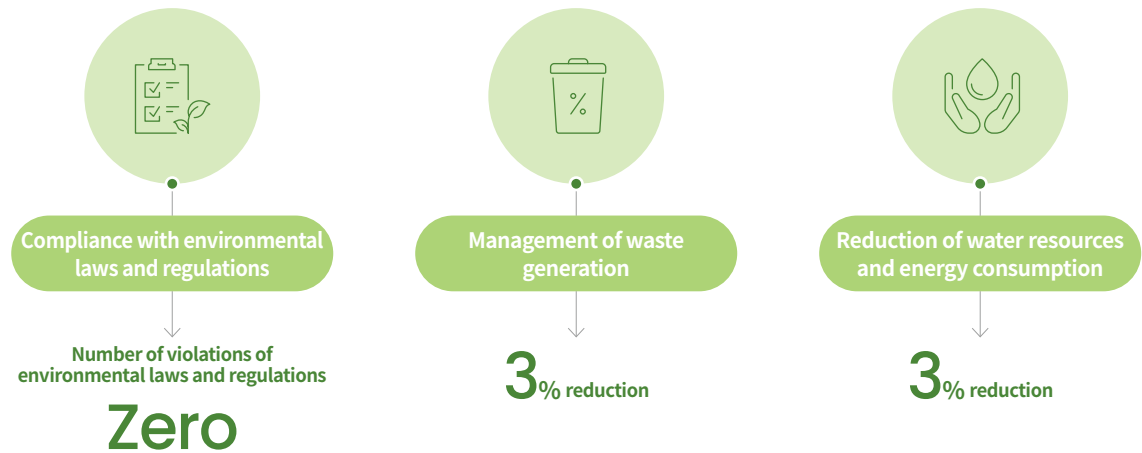 Compliance with environmental
laws and regulations
Number of violations of
environmental laws and regulations
Zero
%
Management of waste
generation
3% reduction
Reduction of water resources
and energy consumption
3% reduction